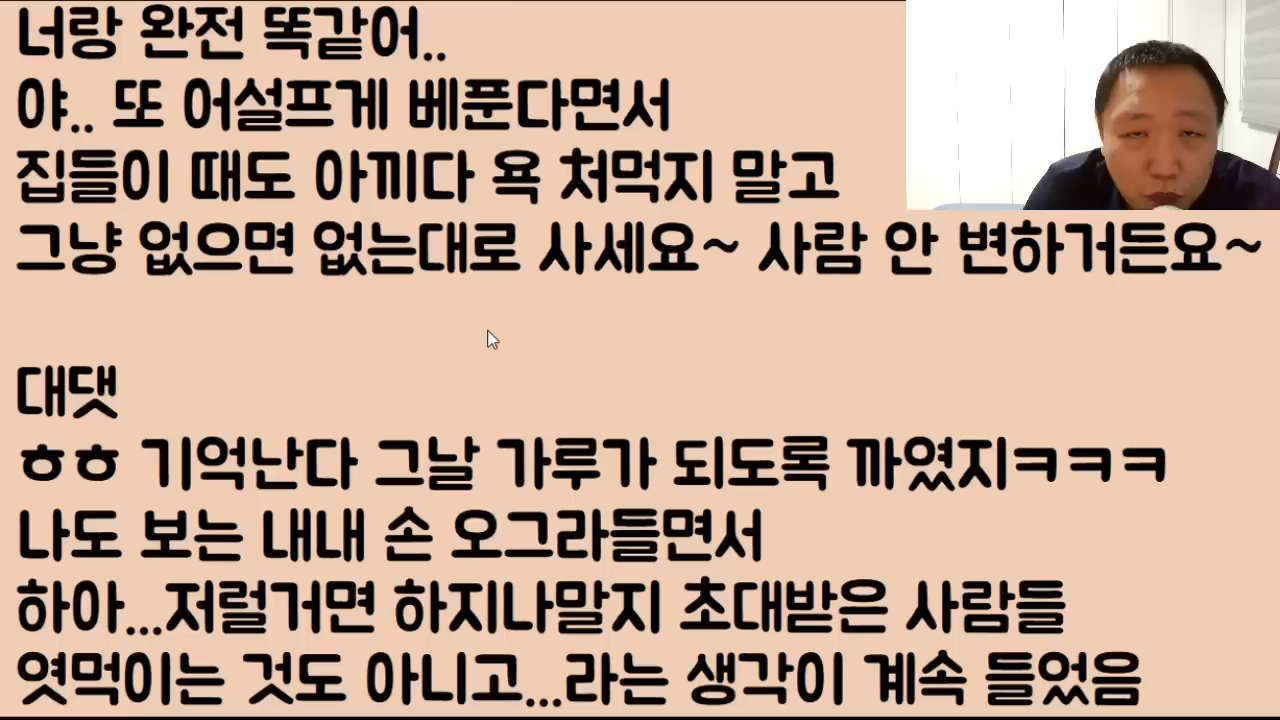 너랑 완전 똑같어..
야.. 또 어설프게 베푼다면서
집들이 때도 아끼다 욕 처먹지 말고
그냥 없으면 없는대로 사세요~ 사람 안 변하거든요~
대댓
ㅎㅎ 기억난다 그날 가루가 되도록 까였지ㅋㅋㅋ
나도 보는 내내 손 오그라들면서
하아...저럴거면 하지나말지 초대받은 사람들
엿먹이는 것도 아니고...라는 생각이 계속 들었음